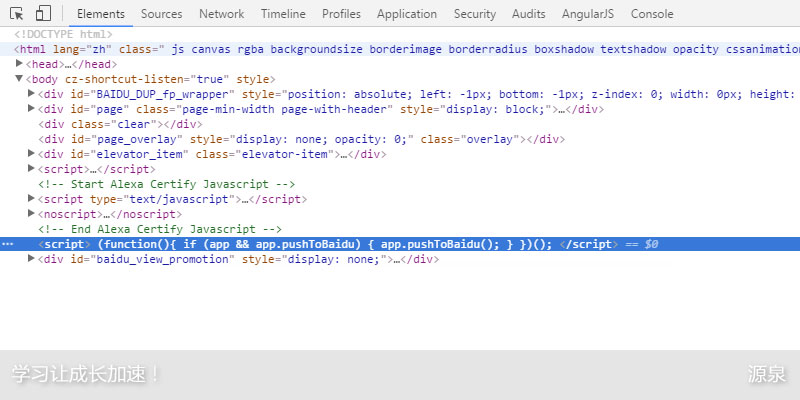 Elements Sources Network Timeline Profiles Application Security Audits AngularJS Console
<!DOCTYPE html>
<html lang="zh" class=" js canvas rgba backgroundsize borderimage borderradius boxshadow textshadow opacity cssanimation
<head>…</head>
<body cz-shortcut-listen="true" style>
<div id="BAIDU_DUP_fp_wrapper" style="position: absolute; left: -1px; bottom: -1px; z-index: 0; width: 0px; height:
<div id="page" class="page-min-width page-with-header" style="display: block;">…</div>
<div class="clear"></div>
<div id="page_overlay" style="display: none; opacity: 0;" class="overlay"></div>
<div id="elevator_item" class="elevator-item">…</div>
<script>…</script>
<!-- Start Alexa Certify Javascript -->
<script type="text/javascript">…</script>
<noscript>…</noscript>
<!-- End Alexa Certify Javascript -->
… <script> (function(){ if (app && app.pushToBaidu) { app.pushToBaidu(); } })(); </script> == $0
<div id="baidu_view_promotion" style="display: none;">…</div>
学习让成长加速！ 源泉